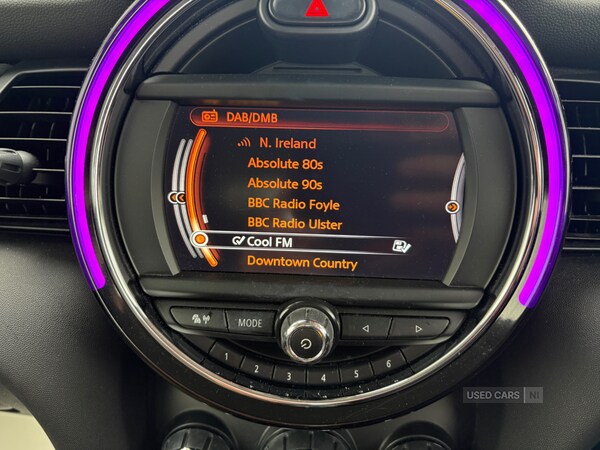 DAB/DMB
N. Ireland
Absolute 80s
Absolute 90s
BBC Radio Foyle
BBC Radio Ulster
Cool FM
Downtown Country
MODE
1 2 3 4 5 6
USED CARS NI